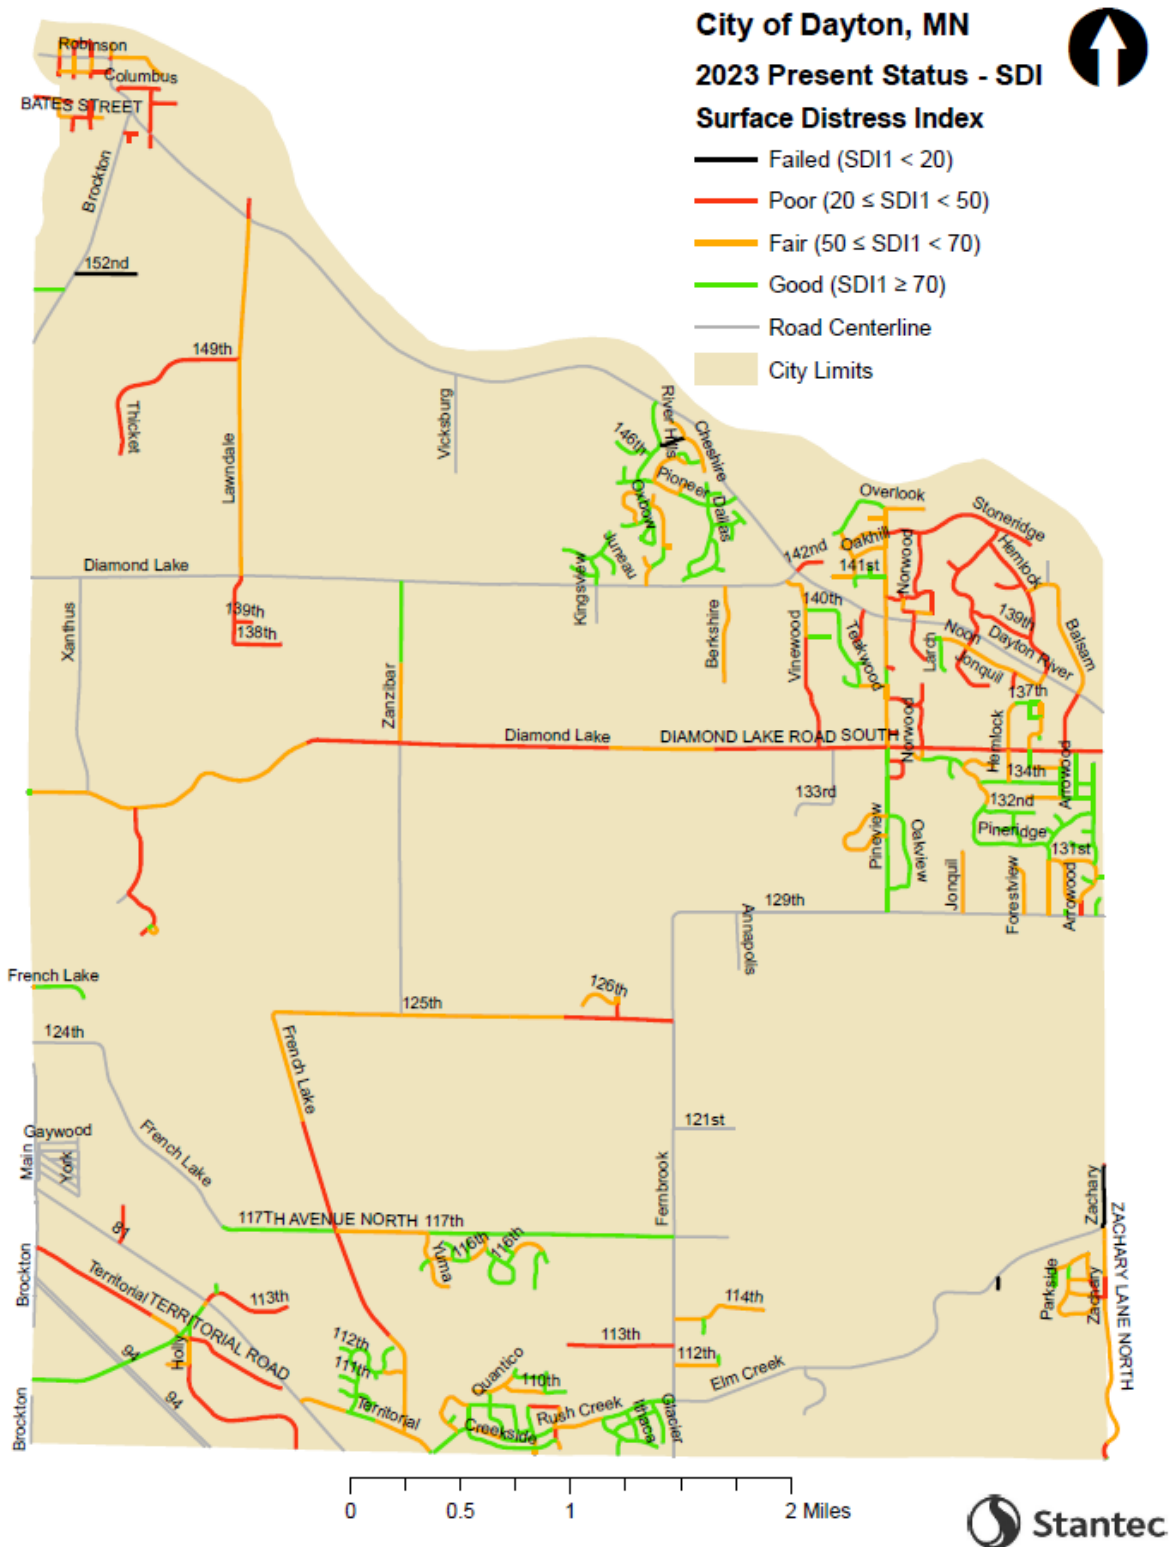 City of Dayton, MN
2023 Present Status - SDI
Surface Distress Index
Failed (SDI1 < 20)
Poor (20 ≤ SDI1 < 50)
Fair (50 ≤ SDI1 < 70)
Good (SDI1 ≥ 70)
Road Centerline
City Limits
Robinson
Columbus
BATES STREET
Brockton
152nd
149th
Thicket
Lawndale
Vicksburg
River Hills
Cheshire
146th
Pioneer
Oxbow
Dallas
Juneau
Kingsview
Overlook
Stoneridge
Oakhill
Norwood
Hemlock
142nd
141st
Diamond Lake
140th
139th
139th
138th
Xanthus
Zanzibar
Berkshire
Vinewood
Teakwood
Larch
Noon
Dayton River
Jonquil
Balsam
137th
Norwood
Hemlock
Diamond Lake
DIAMOND LAKE ROAD SOUTH
Arrowood
134th
133rd
132nd
Pineview
Oakview
Pineridge
131st
Jonquil
Forestview
Arrowood
129th
Annapolis
French Lake
126th
125th
124th
French Lake
121st
Gaywood
Main
York
French Lake
Fernbrook
Zachary
81
117TH AVENUE NORTH
117th
116th
116th
Yuma
Brockton
Territorial
TERRITORIAL ROAD
113th
114th
Parkside
Zachary
ZACHARY LANE NORTH
94
Holly
112th
111th
113th
112th
94
Quantico
110th
Elm Creek
Brockton
Territorial
Creekside
Rush Creek
Ithaca
Glacier
0 0.5 1 2 Miles
Stantec